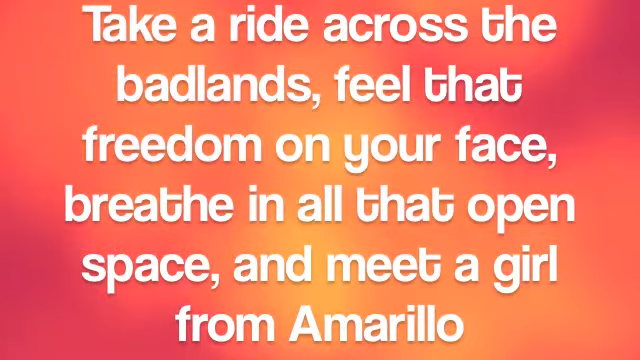 Take a ride across the
badlands, feel that
freedom on your face,
breathe in all that open
space, and meet a girl
from Amarillo